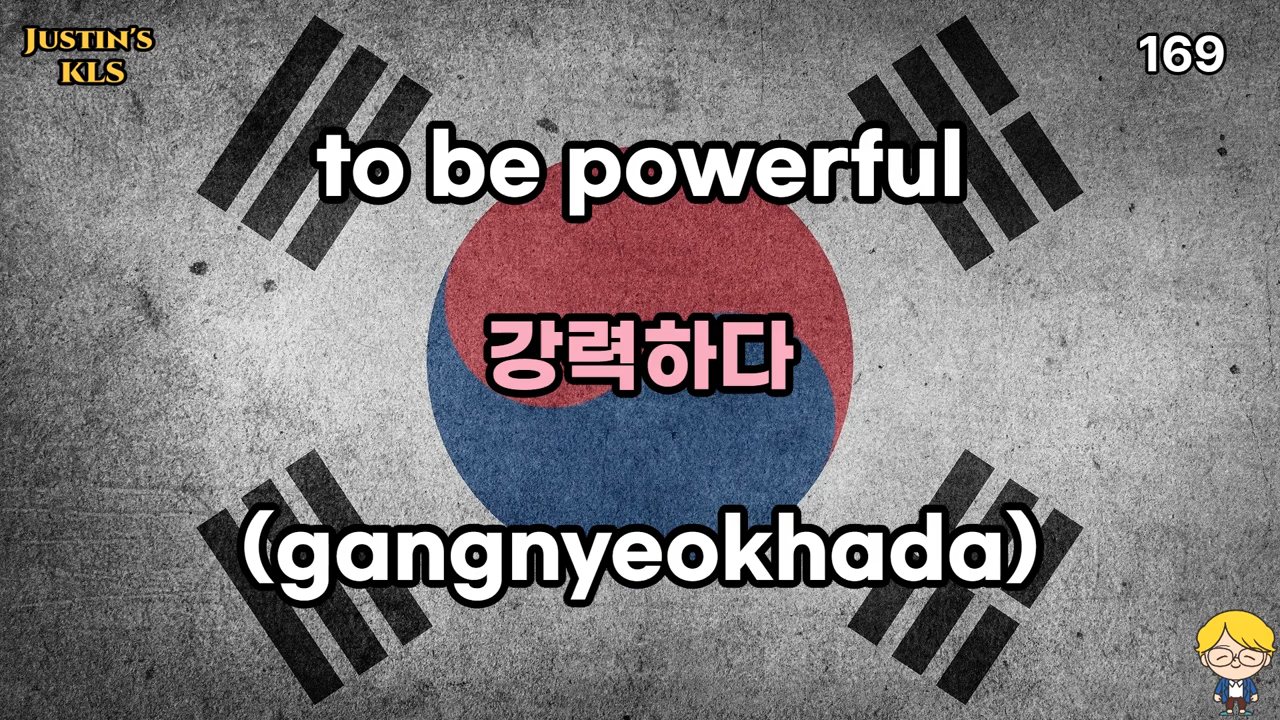 JUSTIN'S
KLS
169
to be powerful
강력하다
(gangnyeokhada)